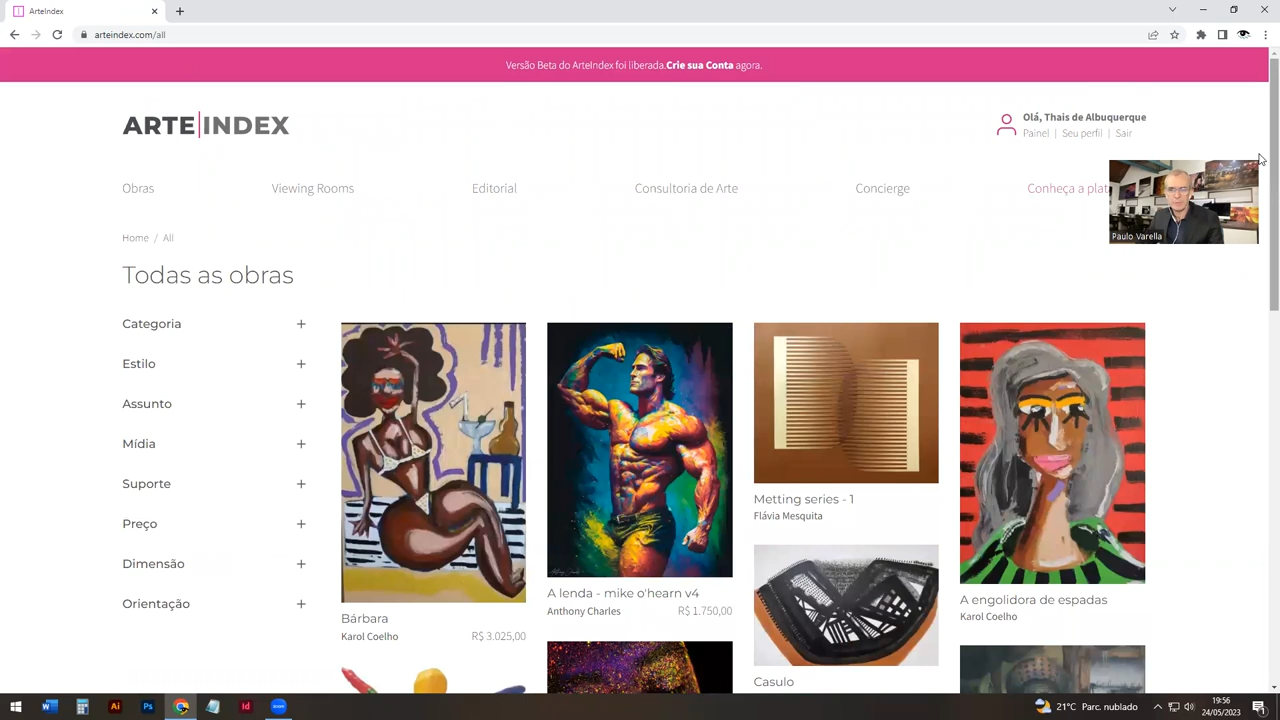 ArteIndex
arteindex.com/all
Versão Beta do ArteIndex foi liberada.Crie sua Conta agora.
ARTE|INDEX
Olá, Thais de Albuquerque
Painel | Seu perfil | Sair
Obras
Viewing Rooms
Editorial
Consultoria de Arte
Concierge
Conheça a plat
Paulo Varella
Home / All
Todas as obras
Categoria +
Estilo +
Assunto +
Mídia +
Suporte +
Preço +
Dimensão +
Orientação +
Bárbara
Karol Coelho R$ 3.025,00
A lenda - mike o'hearn v4
Anthony Charles R$ 1.750,00
Metting series - 1
Flávia Mesquita
Casulo
A engolidora de espadas
Karol Coelho
21°C Parc. nublado
19:56
24/05/2023